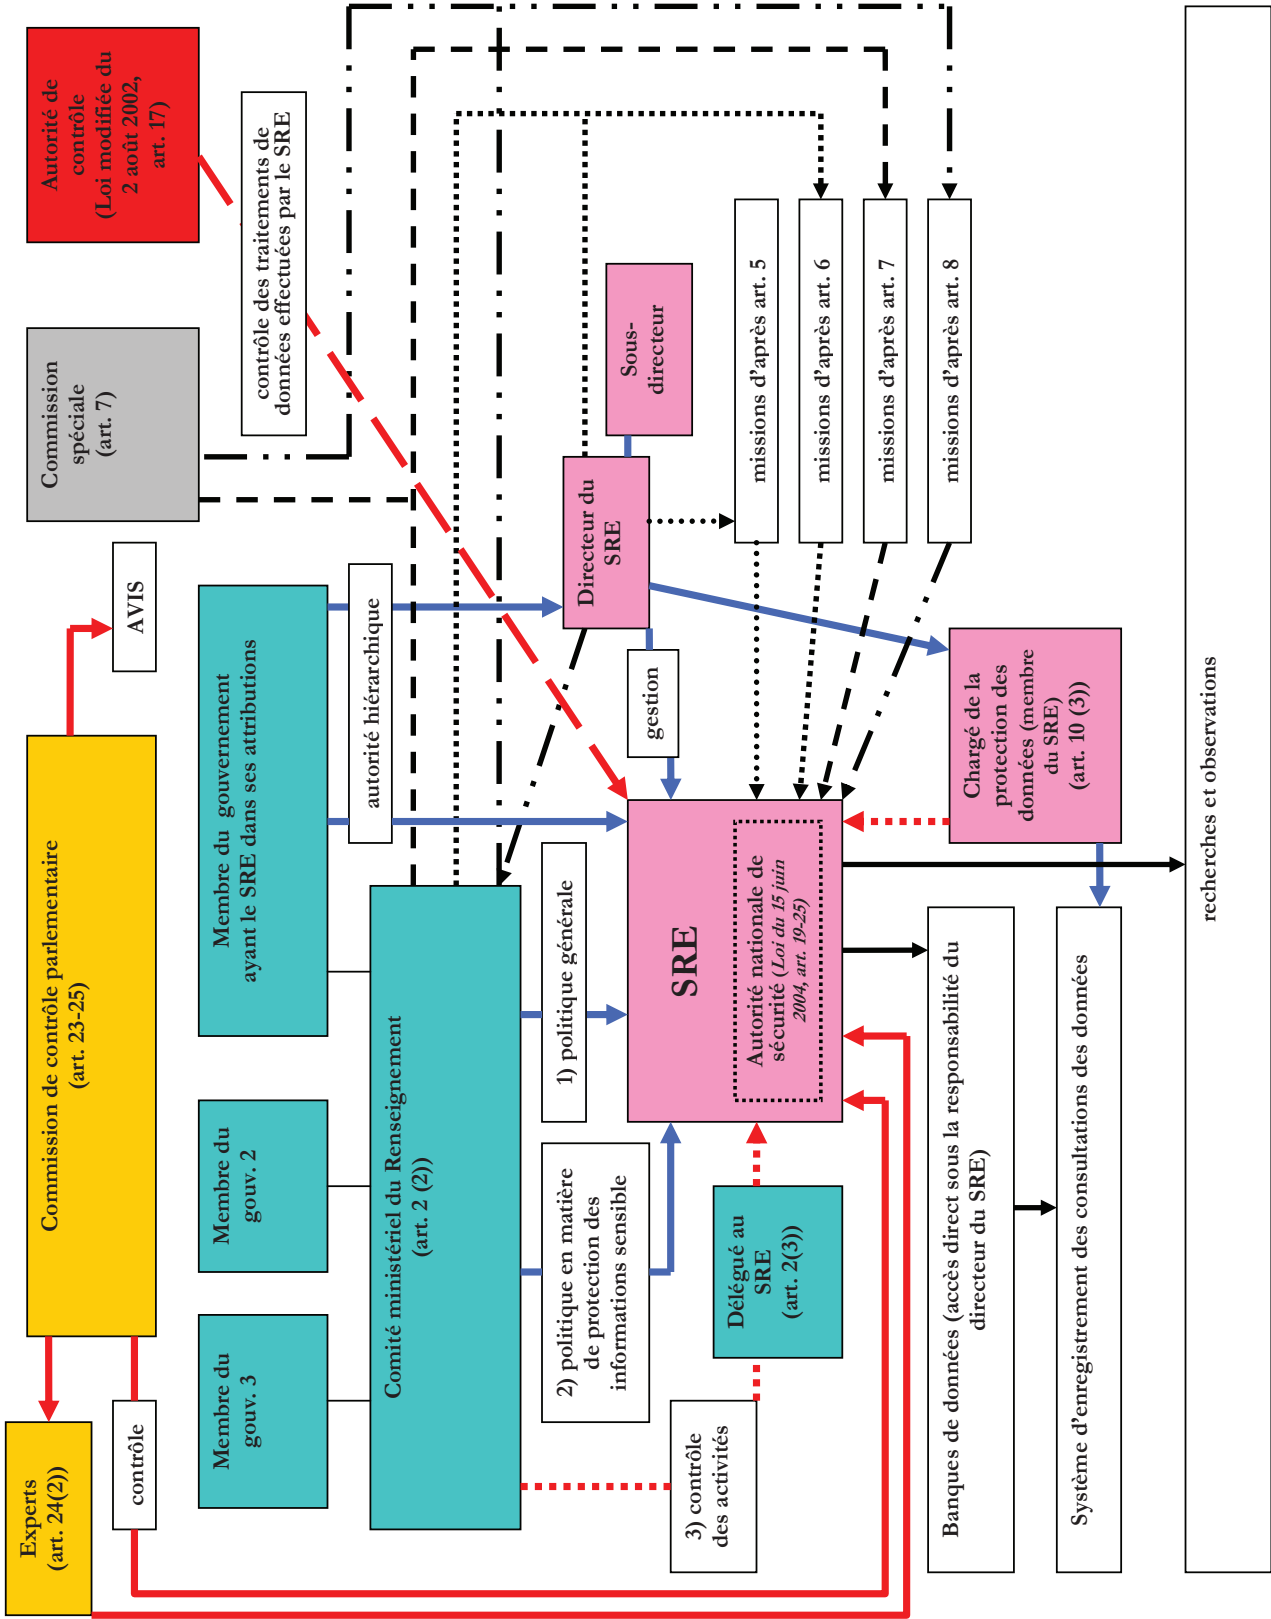 Experts
(art. 24(2))
Commission de contrôle parlementaire
(art. 23-25)
contrôle
AVIS
Commission
spéciale
(art. 7)
Autorité de
contrôle
(Loi modifiée du
2 août 2002,
art. 17)
Membre du
gouv. 3
Membre du
gouv. 2
Membre du gouvernement
ayant le SRE dans ses attributions
contrôle des traitements de
données effectuées par le SRE
autorité hiérarchique
Comité ministériel du Renseignement
(art. 2 (2))
2) politique en matière
de protection des
informations sensible
1) politique générale
Directeur du
SRE
Sous-
directeur
gestion
3) contrôle
des activités
Délégué au
SRE
(art. 2(3))
SRE
Autorité nationale de
sécurité (Loi du 15 juin
2004, art. 19-25)
missions d'après art. 5
missions d'après art. 6
missions d'après art. 7
missions d'après art. 8
Chargé de la
protection des
données (membre
du SRE)
(art. 10 (3))
Banques de données (accès direct sous la responsabilité du
directeur du SRE)
Système d'enregistrement des consultations des données
recherches et observations